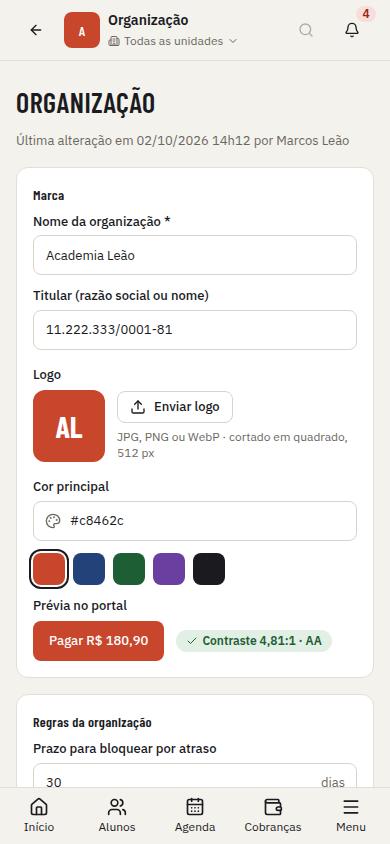 A
Organização
Todas as unidades
4
ORGANIZAÇÃO
Última alteração em 02/10/2026 14h12 por Marcos Leão
Marca
Nome da organização *
Academia Leão
Titular (razão social ou nome)
11.222.333/0001-81
Logo
AL
Enviar logo
JPG, PNG ou WebP · cortado em quadrado,
512 px
Cor principal
#c8462c
Prévia no portal
Pagar R$ 180,90
Contraste 4,81:1 · AA
Regras da organização
Prazo para bloquear por atraso
30 dias
Início Alunos Agenda Cobranças Menu